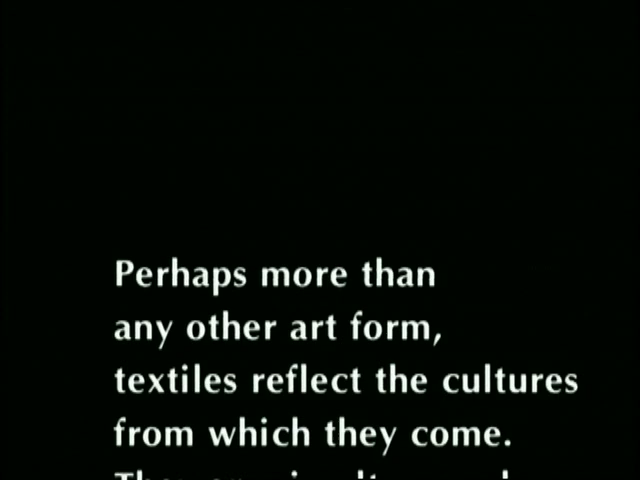 Perhaps more than
any other art form,
textiles reflect the cultures
from which they come.